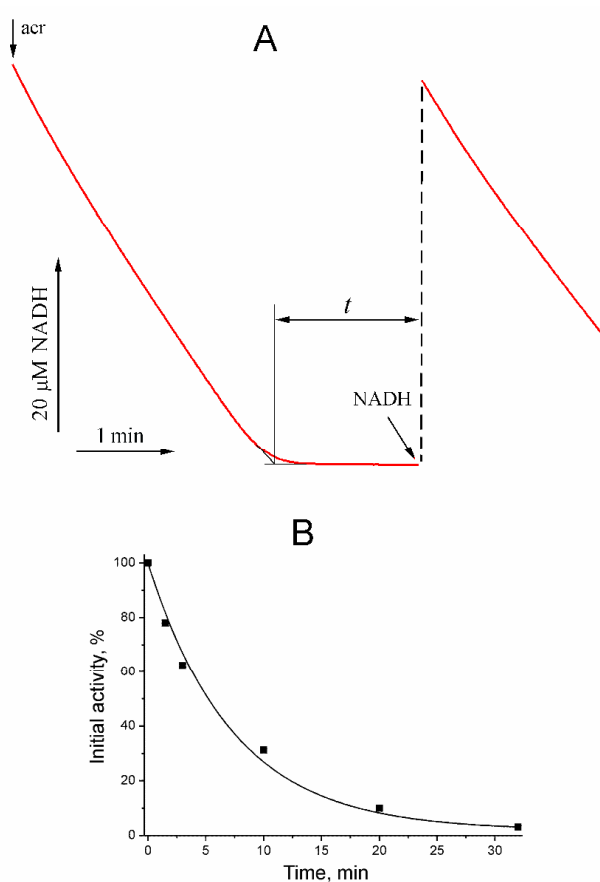 A
acr
20 µM NADH
1 min
t
NADH
B
Initial activity, %
100
80
60
40
20
0
0 5 10 15 20 25 30
Time, min